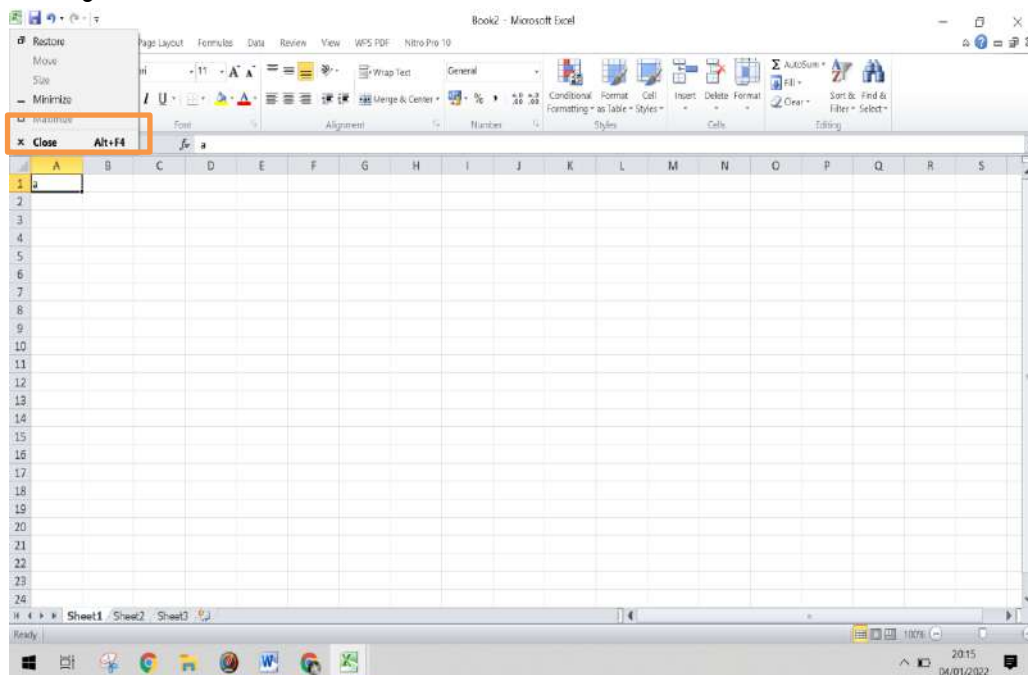 Book2 - Microsoft Excel
Restore
Move
Size
Minimize
Maximize
Close Alt+F4
Page Layout Formulas Data Review View WPS PDF Nitro Pro 10
11 A A
Wrap Text
General
I U
Merge & Center
%
Conditional Formatting
Format as Table
Cell Styles
Insert Delete Format
Σ AutoSum
Fill
Clear
Sort & Filter
Find & Select
Font Alignment Number Styles Cells Editing
fx a
A B C D E F G H I J K L M N O P Q R S
1 a
2
3
4
5
6
7
8
9
10
11
12
13
14
15
16
17
18
19
20
21
22
23
24
Sheet1 Sheet2 Sheet3
Ready
100%
20:15
04/01/2022